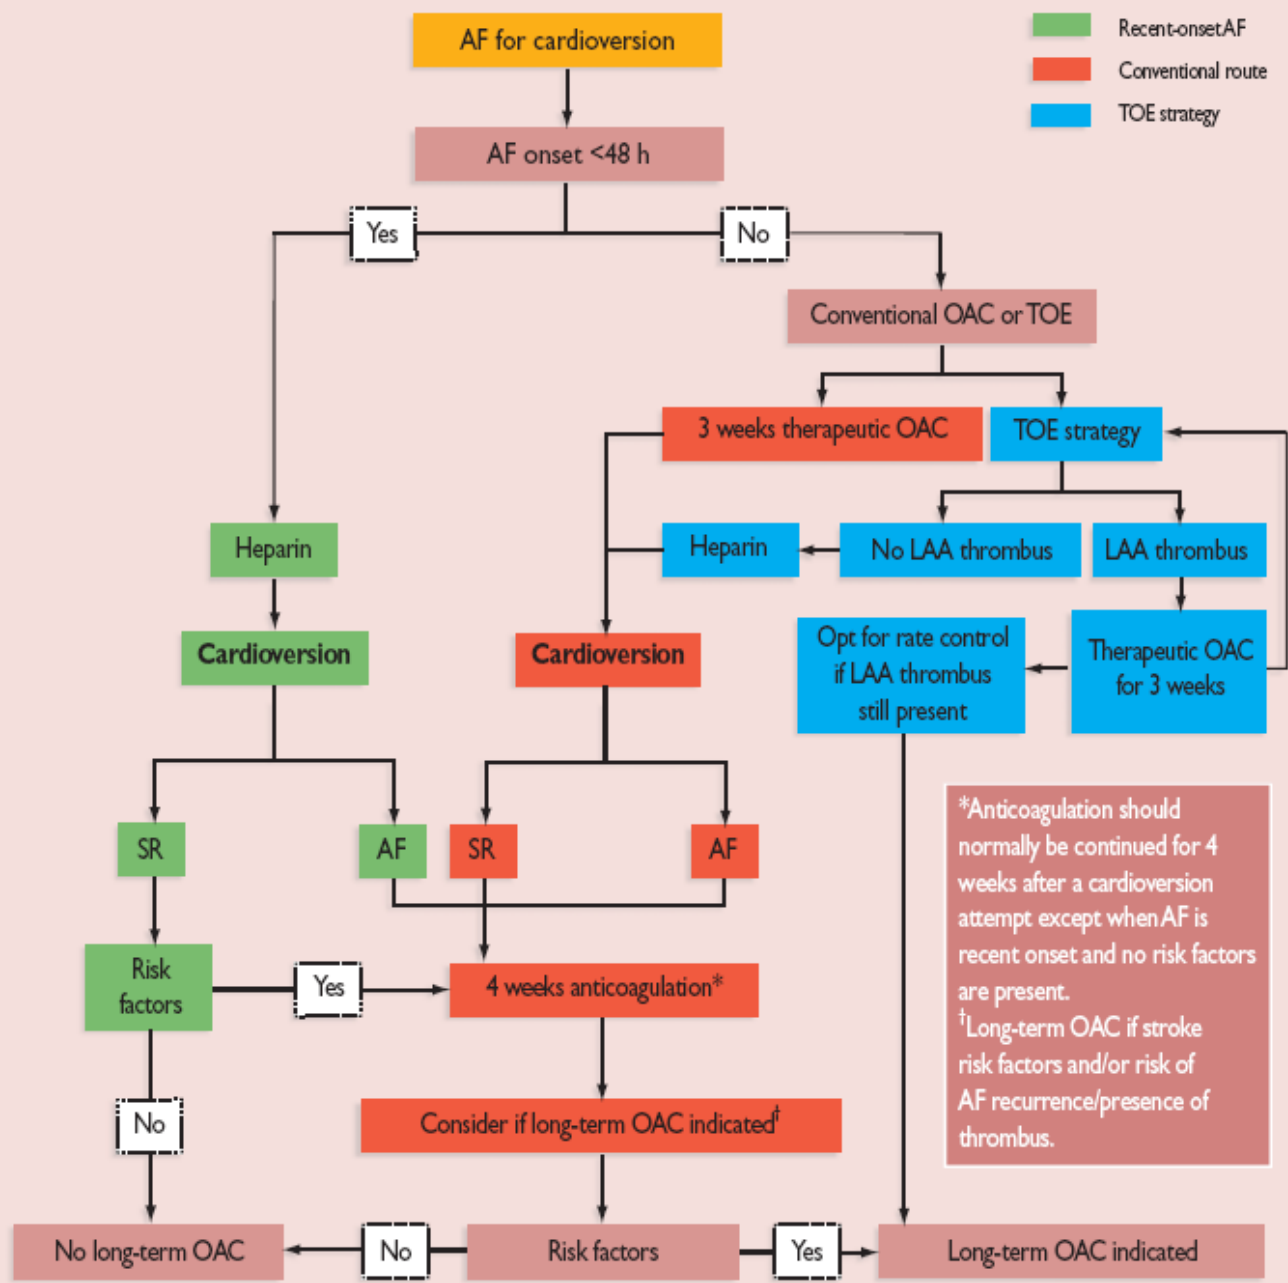 AF for cardioversion
Recent-onset AF
Conventional route
TOE strategy
AF onset <48 h
Yes
No
Conventional OAC or TOE
3 weeks therapeutic OAC
TOE strategy
Heparin
Heparin
No LAA thrombus
LAA thrombus
Cardioversion
Cardioversion
Opt for rate control
if LAA thrombus
still present
Therapeutic OAC
for 3 weeks
SR
AF
SR
AF
*Anticoagulation should
normally be continued for 4
weeks after a cardioversion
attempt except when AF is
recent onset and no risk factors
are present.
†Long-term OAC if stroke
risk factors and/or risk of
AF recurrence/presence of
thrombus.
Risk
factors
Yes
4 weeks anticoagulation*
No
Consider if long-term OAC indicated†
No long-term OAC
No
Risk factors
Yes
Long-term OAC indicated